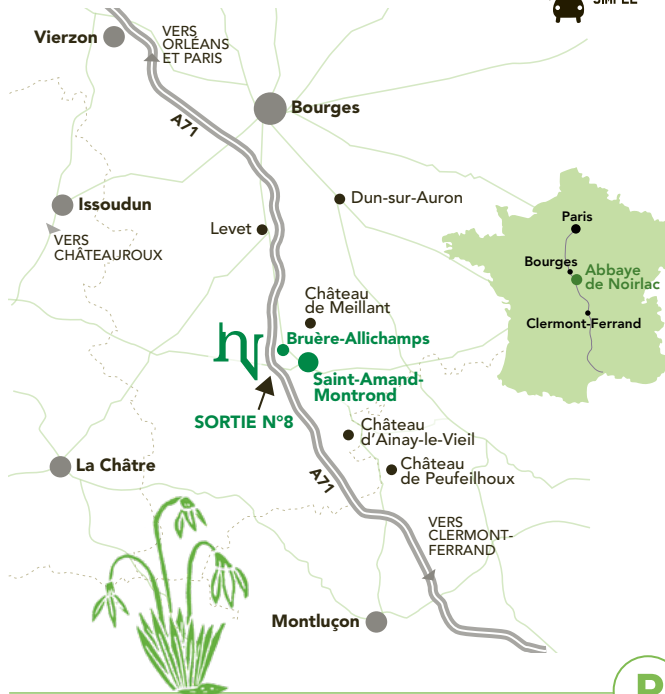 SIMPLE
Vierzon
VERS
ORLÉANS
ET PARIS
Bourges
A71
Issoudun
VERS
CHÂTEAUROUX
Levet
Dun-sur-Auron
Paris
Bourges
Abbaye
de Noirlac
Clermont-Ferrand
Château
de Meillant
Bruère-Allichamps
Saint-Amand-
Montrond
SORTIE N°8
Château
d'Ainay-le-Vieil
La Châtre
Château
de Peufeilhoux
A71
VERS
CLERMONT-
FERRAND
Montluçon